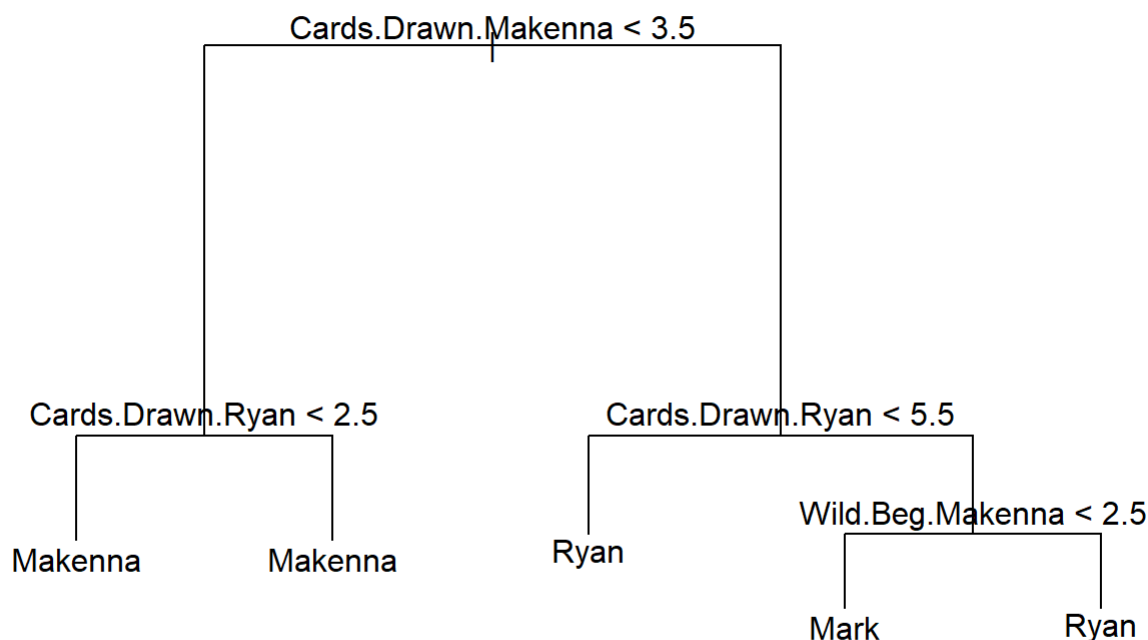 Cards.Drawn.Makenna < 3.5
Cards.Drawn.Ryan < 2.5
Cards.Drawn.Ryan < 5.5
Wild.Beg.Makenna < 2.5
Makenna
Makenna
Ryan
Mark
Ryan